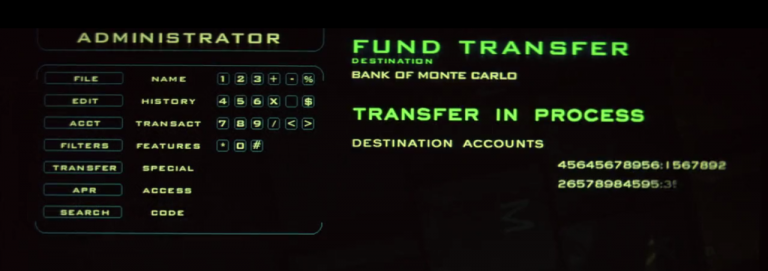 ADMINISTRATOR
FILE NAME 1 2 3 + - %
EDIT HISTORY 4 5 6 X $
ACCT TRANSACT 7 8 9 / < >
FILTERS FEATURES * 0 #
TRANSFER SPECIAL
APR ACCESS
SEARCH CODE
FUND TRANSFER
DESTINATION
BANK OF MONTE CARLO
TRANSFER IN PROCESS
DESTINATION ACCOUNTS
45645678956:1567892
26578984595:3